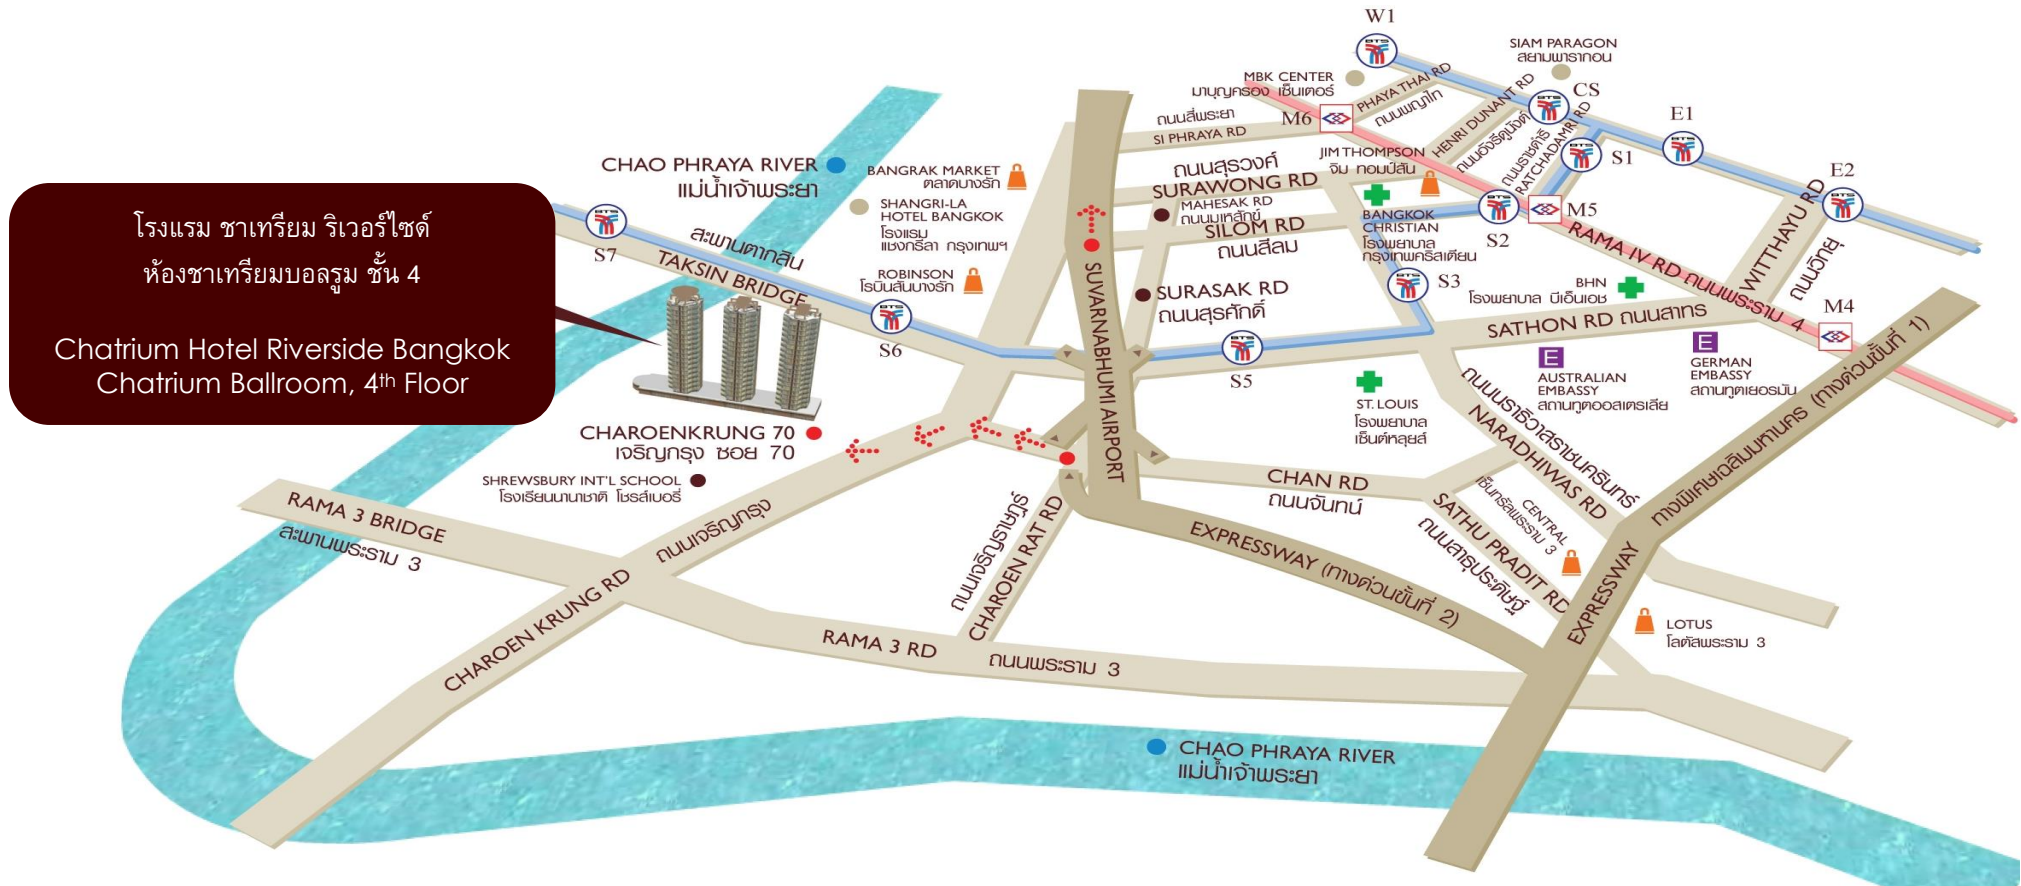 โรงแรม ชาเทรียม ริเวอร์ไซด์
ห้องชาเทรียมบอลรูม ชั้น 4
Chatrium Hotel Riverside Bangkok
Chatrium Ballroom, 4th Floor
W1
BTS
SIAM PARAGON
สยามพารากอน
MBK CENTER
มาบุญครอง เซ็นเตอร์
PHAYA THAI RD
ถนนพญาไท
HENRI DUNANT RD
ถนนอังรีดูนังต์
BTS
CS
RATCHADAMRI RD
ถนนราชดำริ
BTS
S1
E1
BTS
E2
BTS
M6
ถนนสี่พระยา
SI PHRAYA RD
JIM THOMPSON
จิม ทอมป์สัน
ถนนสุรวงศ์
SURAWONG RD
MAHESAK RD
ถนนมเหสักข์
SILOM RD
ถนนสีลม
BANGKOK
CHRISTIAN
โรงพยาบาล
กรุงเทพคริสเตียน
BTS
S2
M5
RAMA IV RD ถนนพระราม 4
WITTHAYU RD
ถนนวิทยุ
M4
CHAO PHRAYA RIVER
แม่น้ำเจ้าพระยา
BANGRAK MARKET
ตลาดบางรัก
SHANGRI-LA
HOTEL BANGKOK
โรงแรม
แชงกรีลา กรุงเทพฯ
ROBINSON
โรบินสันบางรัก
BTS
S7
สะพานตากสิน
TAKSIN BRIDGE
BTS
S6
SUVARNABHUMI AIRPORT
SURASAK RD
ถนนสุรศักดิ์
BTS
S5
BTS
S3
BHN
โรงพยาบาล บีเอ็นเอช
SATHON RD ถนนสาทร
AUSTRALIAN
EMBASSY
สถานทูตออสเตรเลีย
E
GERMAN
EMBASSY
สถานทูตเยอรมัน
E
ST. LOUIS
โรงพยาบาล
เซ็นต์หลุยส์
CHAROENKRUNG 70
เจริญกรุง ซอย 70
SHREWSBURY INT'L SCHOOL
โรงเรียนนานาชาติ โชรส์เบอรี่
RAMA 3 BRIDGE
สะพานพระราม 3
CHAROEN KRUNG RD
ถนนเจริญกรุง
ถนนเจริญราษฎร์
CHAROEN RAT RD
CHAN RD
ถนนจันทน์
ถนนราธิวาสราชนครินทร์
NARADHIWAS RD
SATHU PRADIT RD
ถนนสาธุประดิษฐ์
CENTRAL
เซ็นทรัลพระราม 3
EXPRESSWAY (ทางด่วนขั้นที่ 2)
EXPRESSWAY
ทางพิเศษเฉลิมมหานคร (ทางด่วนขั้นที่ 1)
LOTUS
โลตัสพระราม 3
RAMA 3 RD
ถนนพระราม 3
CHAO PHRAYA RIVER
แม่น้ำเจ้าพระยา